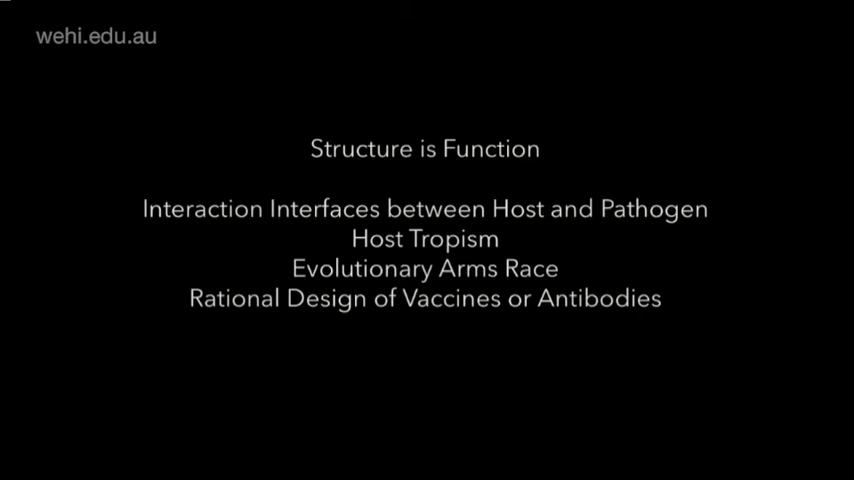 wehi.edu.au
Structure is Function
Interaction Interfaces between Host and Pathogen
Host Tropism
Evolutionary Arms Race
Rational Design of Vaccines or Antibodies